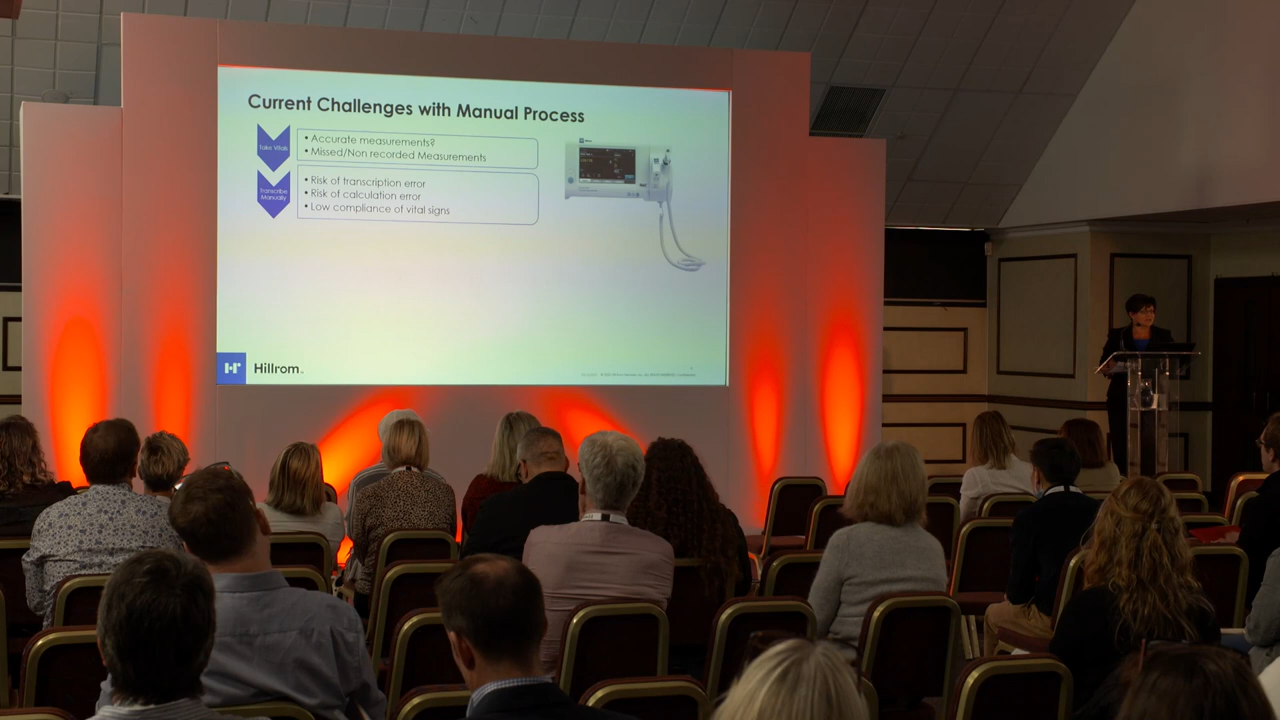 Current Challenges with Manual Process
Take Vitals
• Accurate measurements?
• Missed/Non recorded Measurements
Transcribe
Manually
• Risk of transcription error
• Risk of calculation error
• Low compliance of vital signs
Hillrom